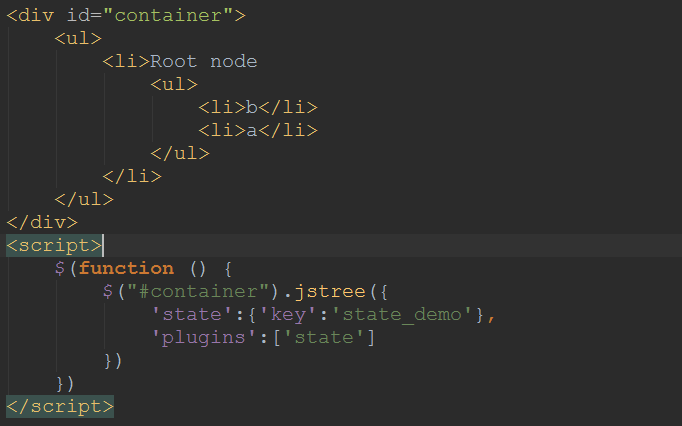 <div id="container">
    <ul>
        <li>Root node
            <ul>
                <li>b</li>
                <li>a</li>
            </ul>
        </li>
    </ul>
</div>
<script>
    $(function () {
        $("#container").jstree({
            'state':{'key':'state_demo'},
            'plugins':['state']
        })
    })
</script>